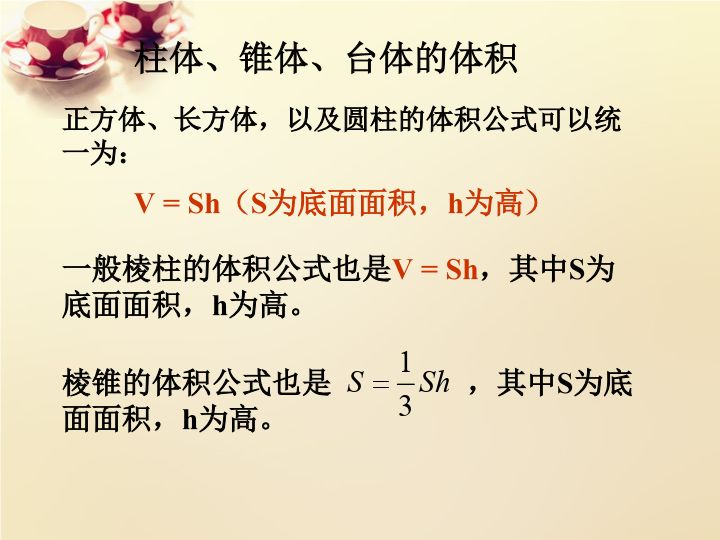 柱体、锥体、台体的体积
正方体、长方体，以及圆柱的体积公式可以统
一为：
V = Sh（S为底面面积，h为高）
一般棱柱的体积公式也是V = Sh，其中S为
底面面积，h为高。
棱锥的体积公式也是 S = 1/3 Sh ，其中S为底
面面积，h为高。